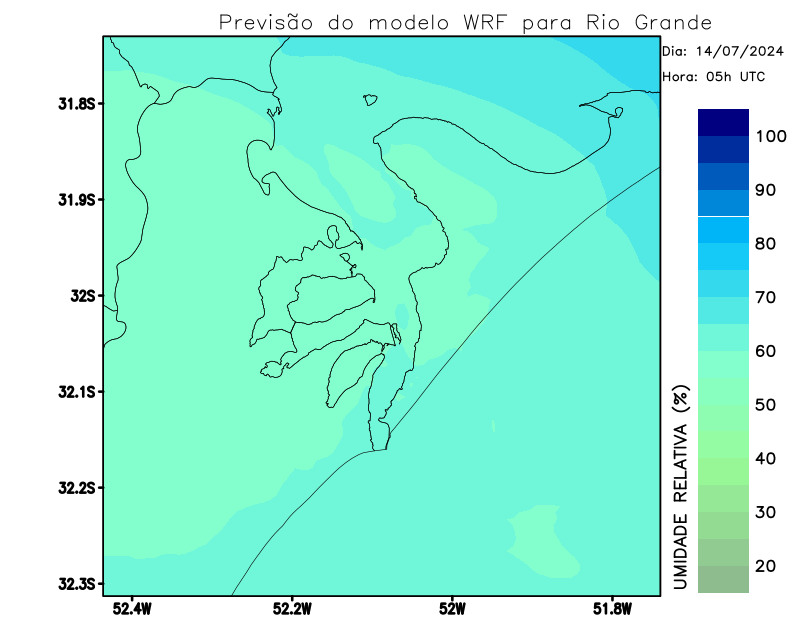 Previsão do modelo WRF para Rio Grande
Dia: 14/07/2024
Hora: 05h UTC
31.8S
31.9S
32S
32.1S
32.2S
32.3S
52.4W
52.2W
52W
51.8W
100
90
80
70
60
50
40
30
20
UMIDADE RELATIVA (%)